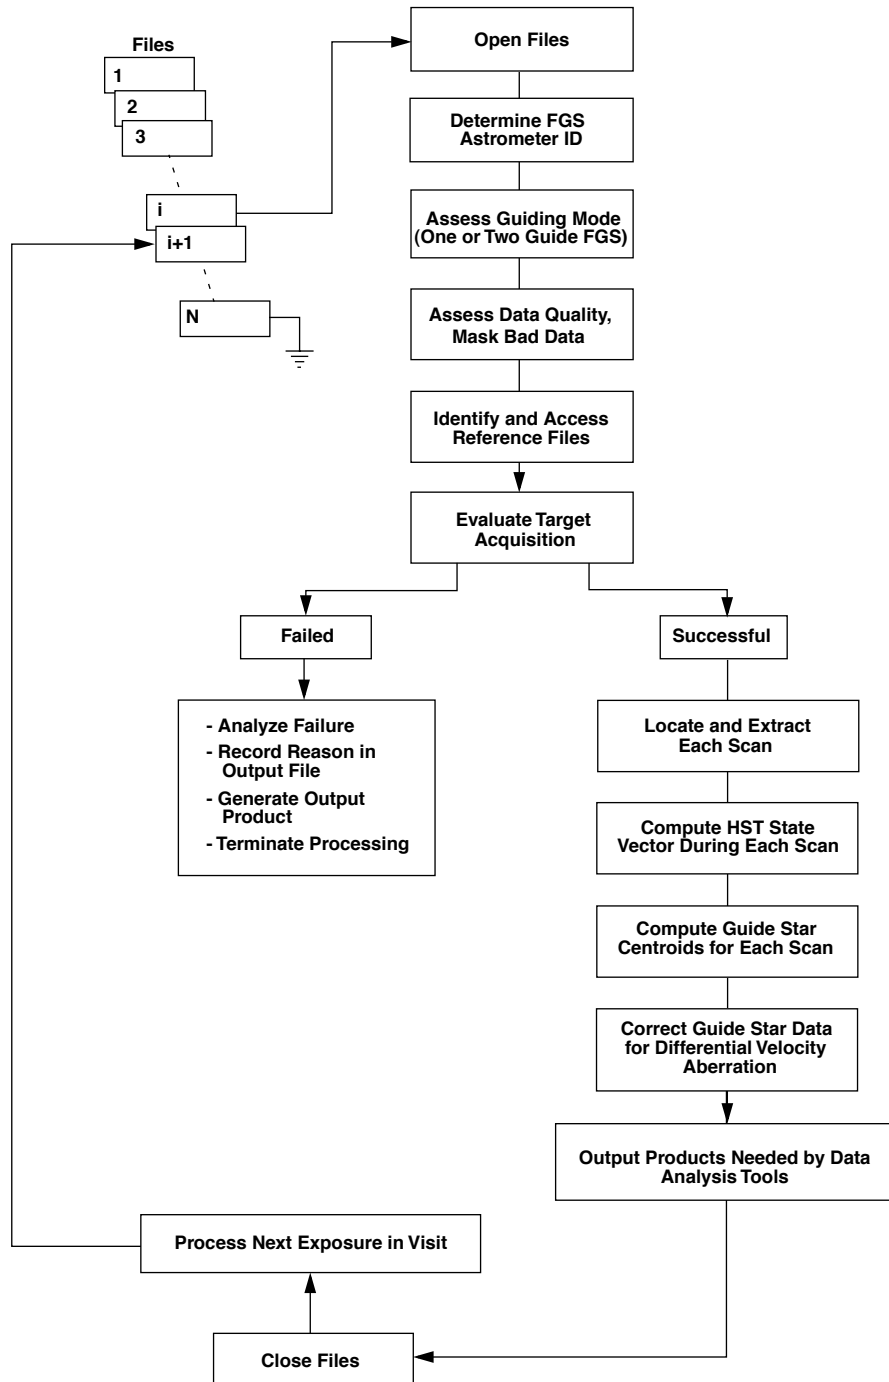 Files
1
2
3
i
i+1
N
Open Files
Determine FGS
Astrometer ID
Assess Guiding Mode
(One or Two Guide FGS)
Assess Data Quality,
Mask Bad Data
Identify and Access
Reference Files
Evaluate Target
Acquisition
Failed
- Analyze Failure
- Record Reason in
Output File
- Generate Output
Product
- Terminate Processing
Successful
Locate and Extract
Each Scan
Compute HST State
Vector During Each Scan
Compute Guide Star
Centroids for Each Scan
Correct Guide Star Data
for Differential Velocity
Aberration
Output Products Needed by Data
Analysis Tools
Process Next Exposure in Visit
Close Files